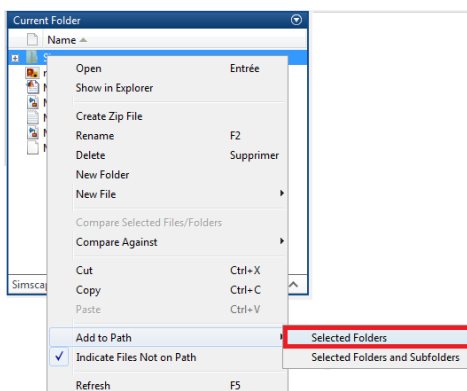 Current Folder
Name
Open Entrée
Show in Explorer
Create Zip File
Rename F2
Delete Supprimer
New Folder
New File
Compare Selected Files/Folders
Compare Against
Cut Ctrl+X
Copy Ctrl+C
Paste Ctrl+V
Add to Path
Selected Folders
Indicate Files Not on Path
Selected Folders and Subfolders
Refresh F5